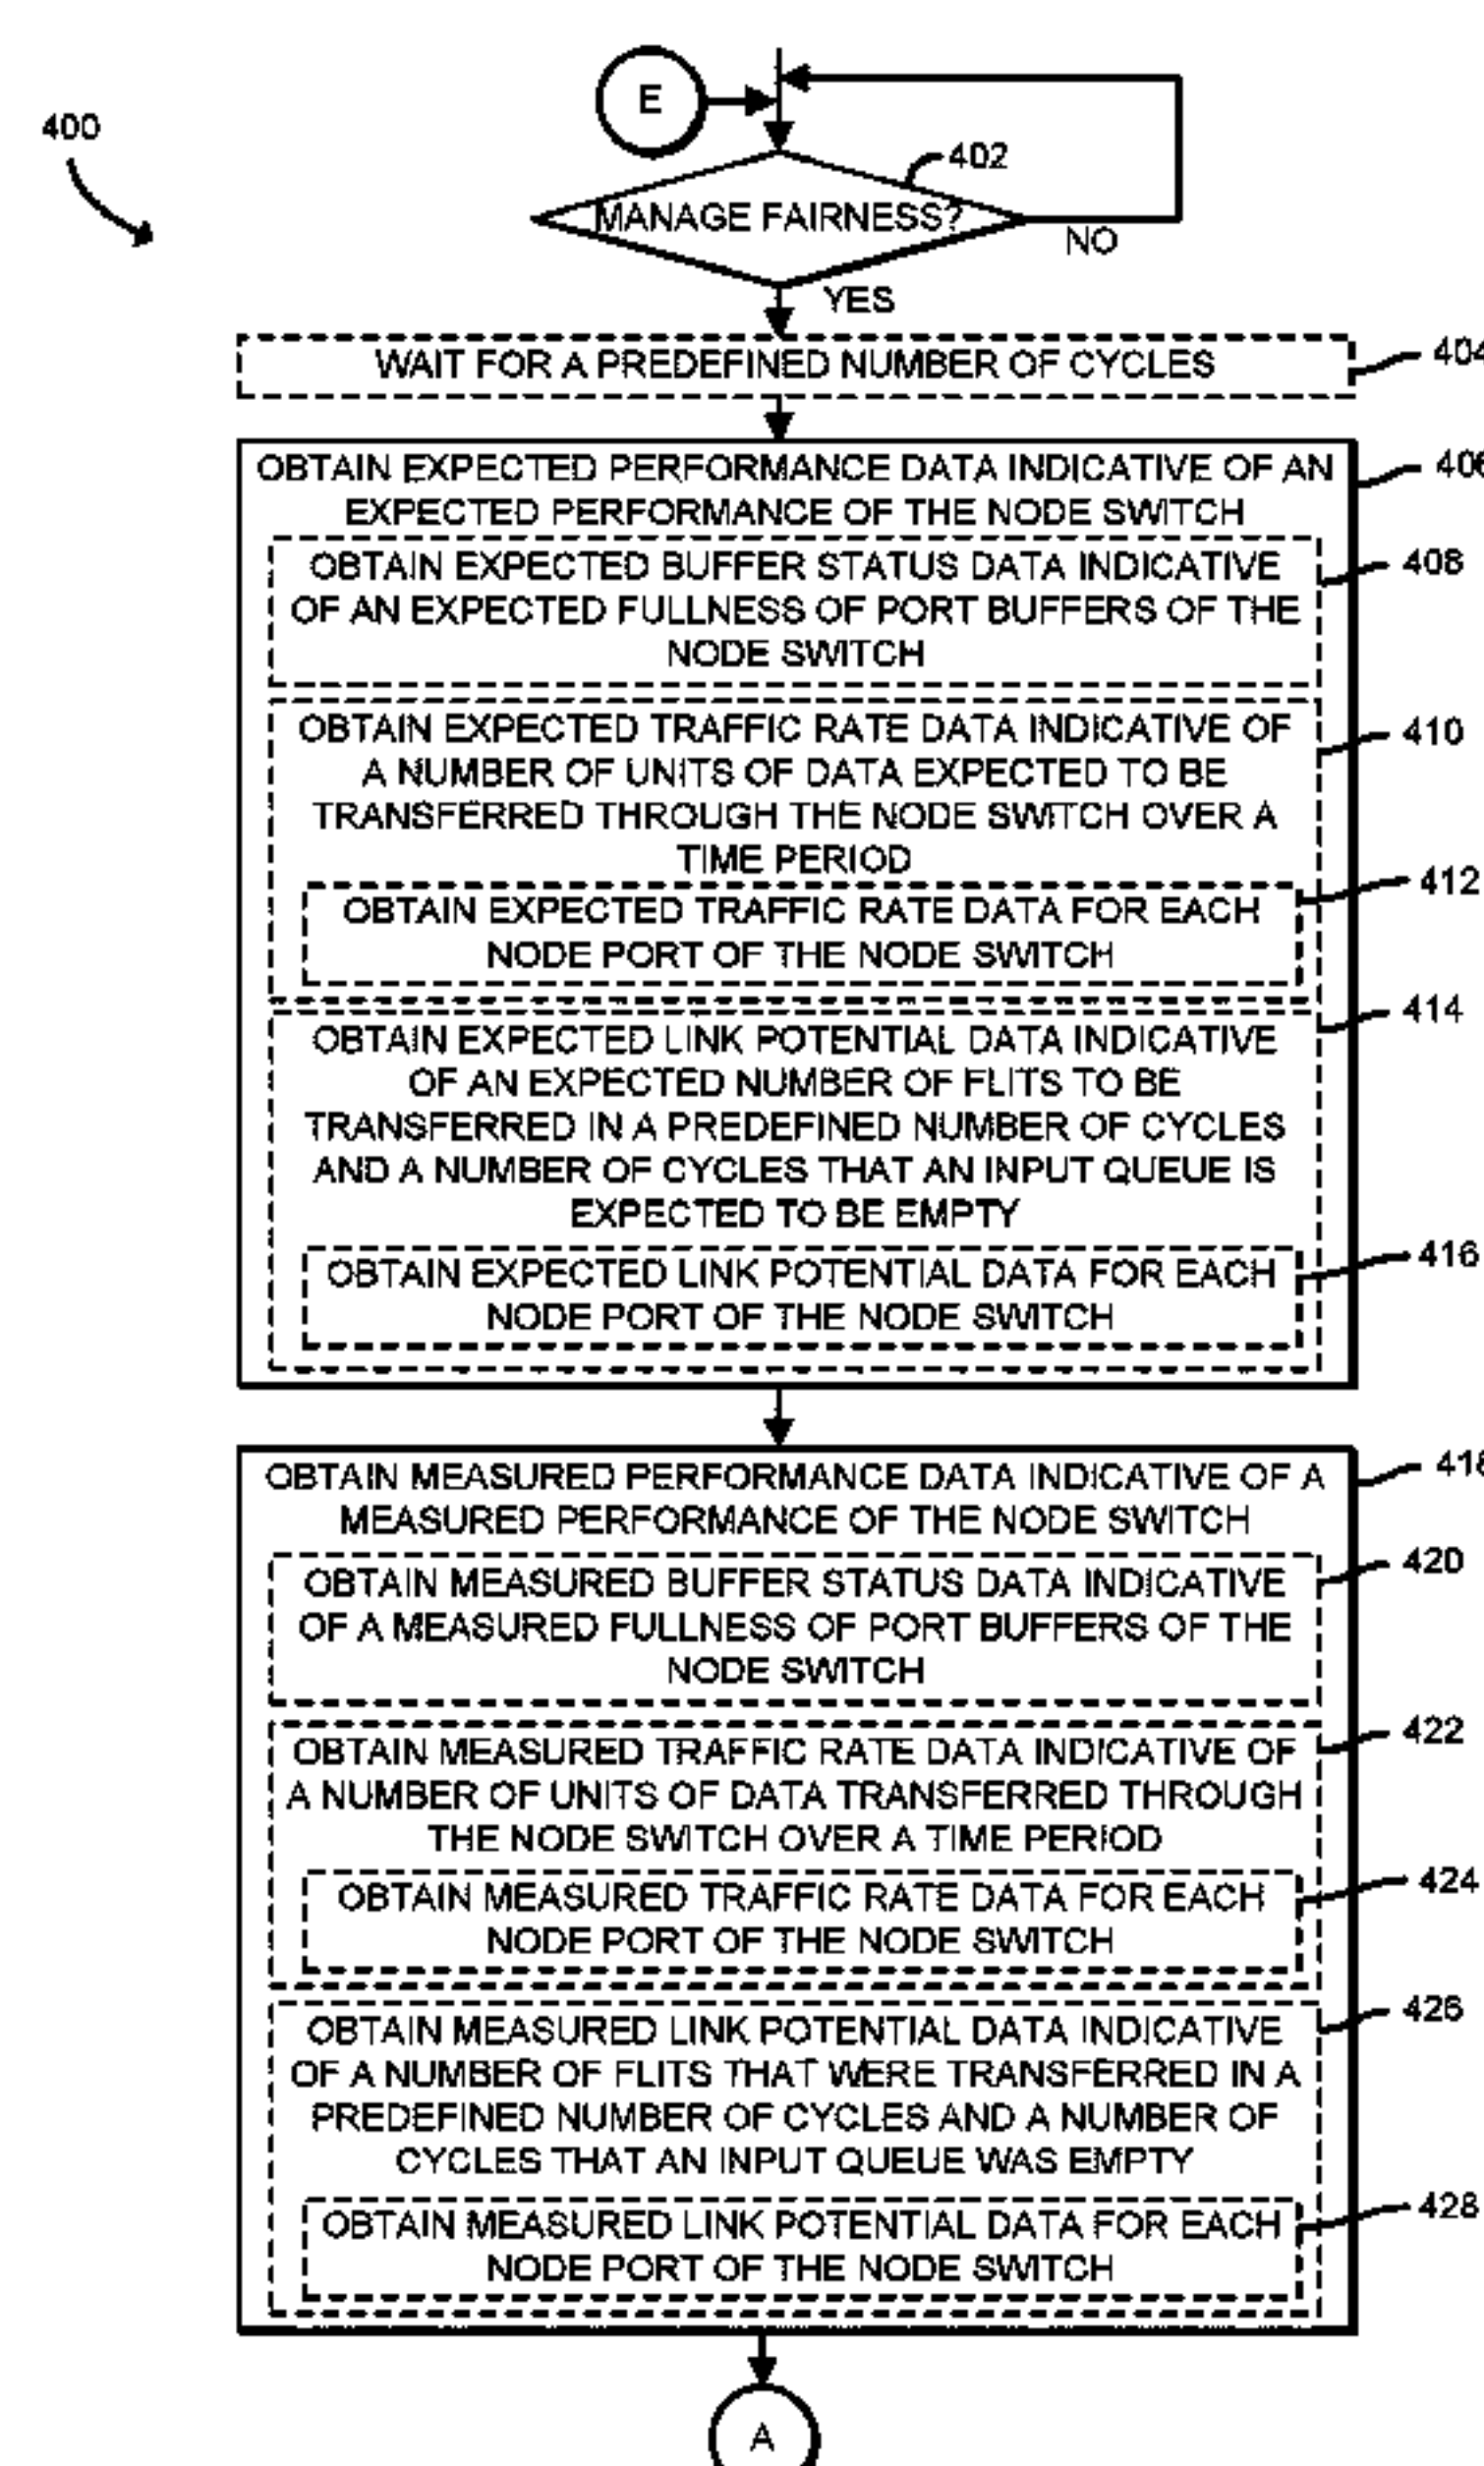 E
400
402
MANAGE FAIRNESS?
NO
YES
WAIT FOR A PREDEFINED NUMBER OF CYCLES
404
OBTAIN EXPECTED PERFORMANCE DATA INDICATIVE OF AN
EXPECTED PERFORMANCE OF THE NODE SWITCH
406
OBTAIN EXPECTED BUFFER STATUS DATA INDICATIVE
OF AN EXPECTED FULLNESS OF PORT BUFFERS OF THE
NODE SWITCH
408
OBTAIN EXPECTED TRAFFIC RATE DATA INDICATIVE OF
A NUMBER OF UNITS OF DATA EXPECTED TO BE
TRANSFERRED THROUGH THE NODE SWITCH OVER A
TIME PERIOD
410
OBTAIN EXPECTED TRAFFIC RATE DATA FOR EACH
NODE PORT OF THE NODE SWITCH
412
OBTAIN EXPECTED LINK POTENTIAL DATA INDICATIVE
OF AN EXPECTED NUMBER OF FLITS TO BE
TRANSFERRED IN A PREDEFINED NUMBER OF CYCLES
AND A NUMBER OF CYCLES THAT AN INPUT QUEUE IS
EXPECTED TO BE EMPTY
414
OBTAIN EXPECTED LINK POTENTIAL DATA FOR EACH
NODE PORT OF THE NODE SWITCH
416
OBTAIN MEASURED PERFORMANCE DATA INDICATIVE OF A
MEASURED PERFORMANCE OF THE NODE SWITCH
418
OBTAIN MEASURED BUFFER STATUS DATA INDICATIVE
OF A MEASURED FULLNESS OF PORT BUFFERS OF THE
NODE SWITCH
420
OBTAIN MEASURED TRAFFIC RATE DATA INDICATIVE OF
A NUMBER OF UNITS OF DATA TRANSFERRED THROUGH
THE NODE SWITCH OVER A TIME PERIOD
422
OBTAIN MEASURED TRAFFIC RATE DATA FOR EACH
NODE PORT OF THE NODE SWITCH
424
OBTAIN MEASURED LINK POTENTIAL DATA INDICATIVE
OF A NUMBER OF FLITS THAT WERE TRANSFERRED IN A
PREDEFINED NUMBER OF CYCLES AND A NUMBER OF
CYCLES THAT AN INPUT QUEUE WAS EMPTY
426
OBTAIN MEASURED LINK POTENTIAL DATA FOR EACH
NODE PORT OF THE NODE SWITCH
428
A